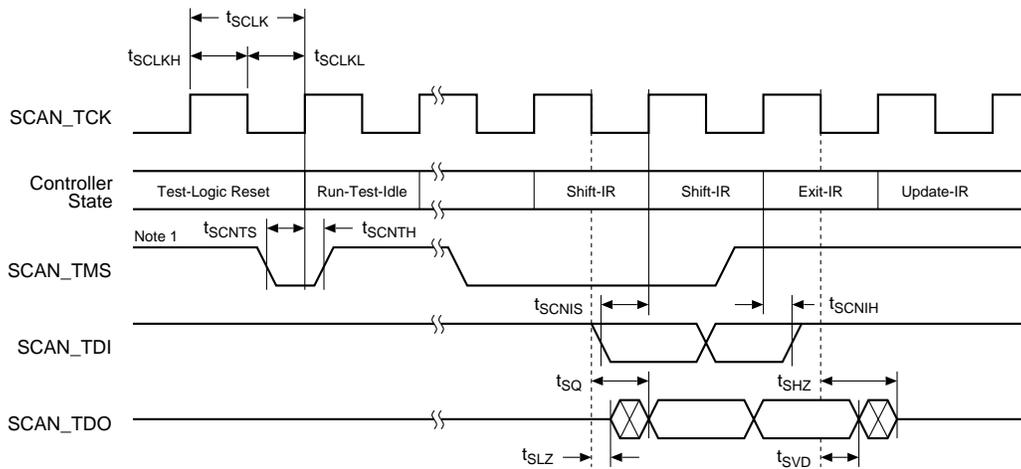 tSCLK
tSCLKH
tSCLKL
SCAN_TCK
Controller
State
Test-Logic Reset
Run-Test-Idle
Shift-IR
Shift-IR
Exit-IR
Update-IR
Note 1
tSCNTS
tSCNTH
SCAN_TMS
tSCNIS
tSCNIH
SCAN_TDI
tSQ
tSHZ
SCAN_TDO
tSLZ
tSVD